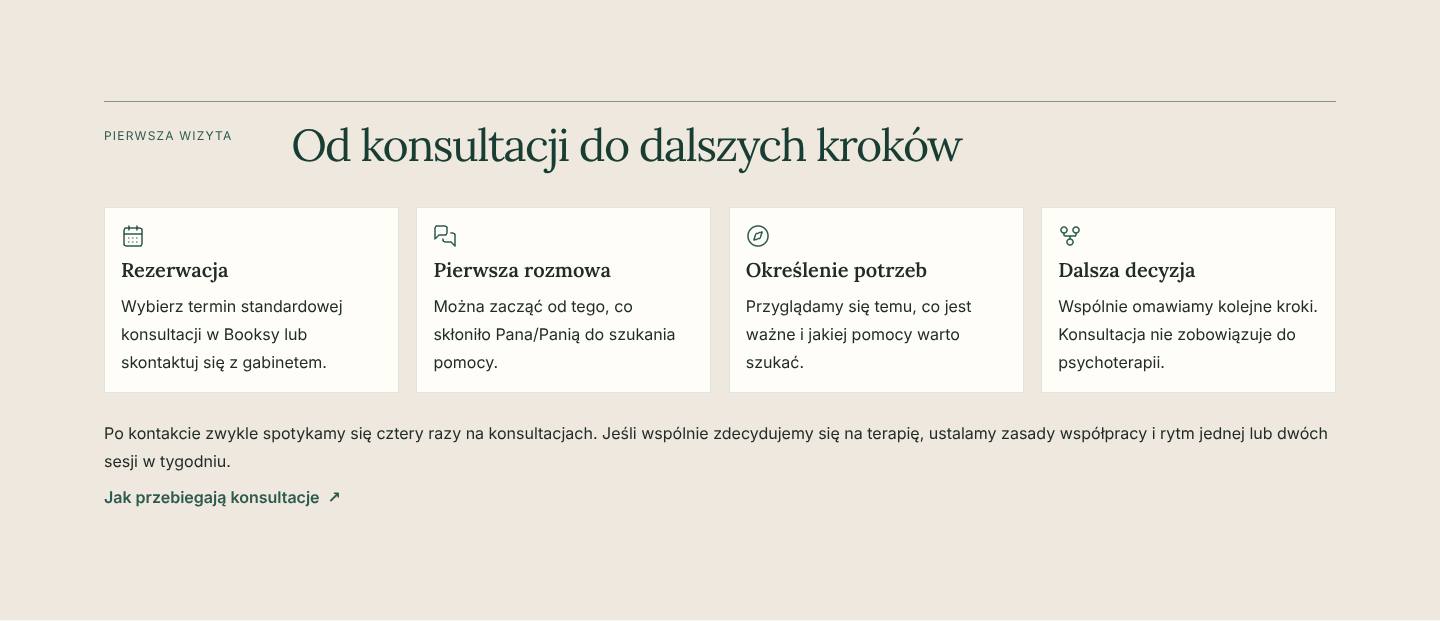 PIERWSZA WIZYTA
Od konsultacji do dalszych kroków
Rezerwacja
Wybierz termin standardowej
konsultacji w Booksy lub
skontaktuj się z gabinetem.
Pierwsza rozmowa
Można zacząć od tego, co
skłoniło Pana/Panią do szukania
pomocy.
Określenie potrzeb
Przyglądamy się temu, co jest
ważne i jakiej pomocy warto
szukać.
Dalsza decyzja
Wspólnie omawiamy kolejne kroki.
Konsultacja nie zobowiązuje do
psychoterapii.
Po kontakcie zwykle spotykamy się cztery razy na konsultacjach. Jeśli wspólnie zdecydujemy się na terapię, ustalamy zasady współpracy i rytm jednej lub dwóch
sesji w tygodniu.
Jak przebiegają konsultacje ↗